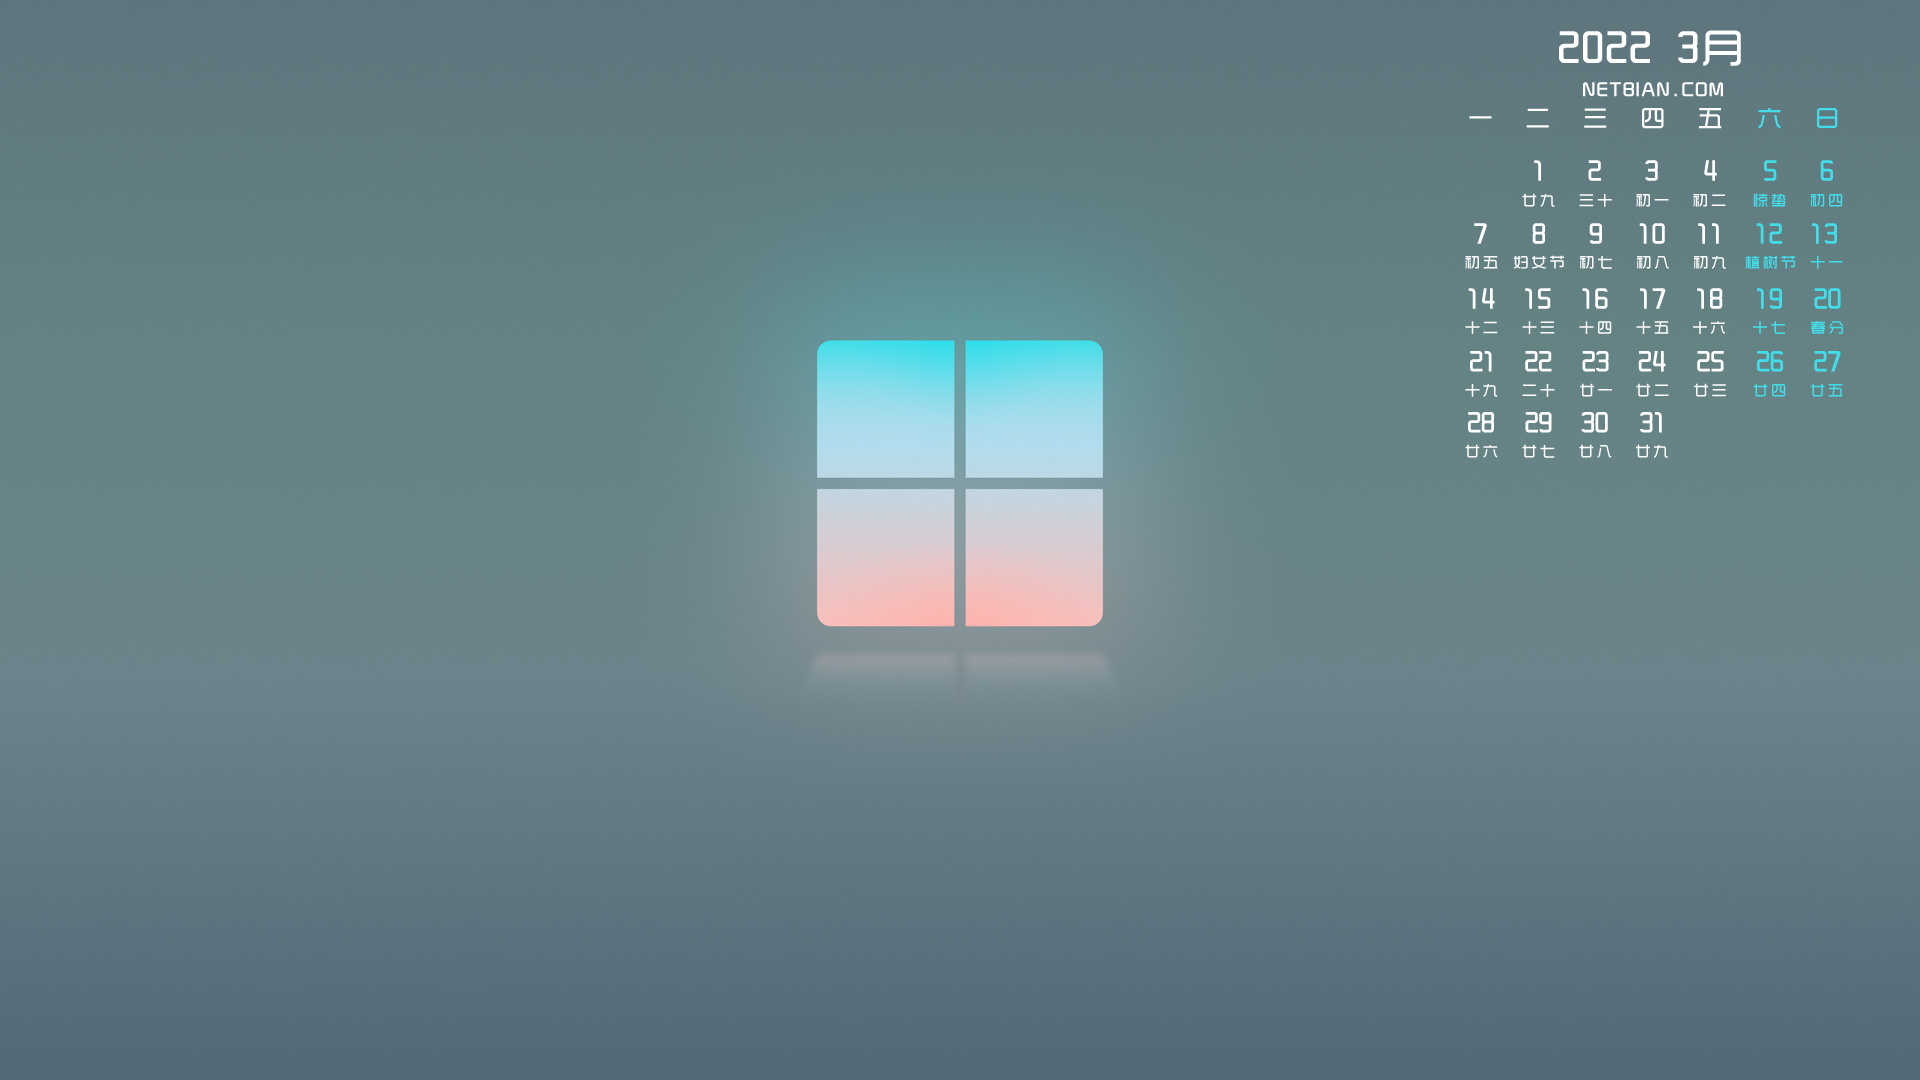 2022 3月
NETBIAN.COM
一 二 三 四 五 六 日
1 2 3 4 5 6
廿九 三十 初一 初二 惊蛰 初四
7 8 9 10 11 12 13
初五 妇女节 初七 初八 初九 植树节 十一
14 15 16 17 18 19 20
十二 十三 十四 十五 十六 十七 春分
21 22 23 24 25 26 27
十九 二十 廿一 廿二 廿三 廿四 廿五
28 29 30 31
廿六 廿七 廿八 廿九